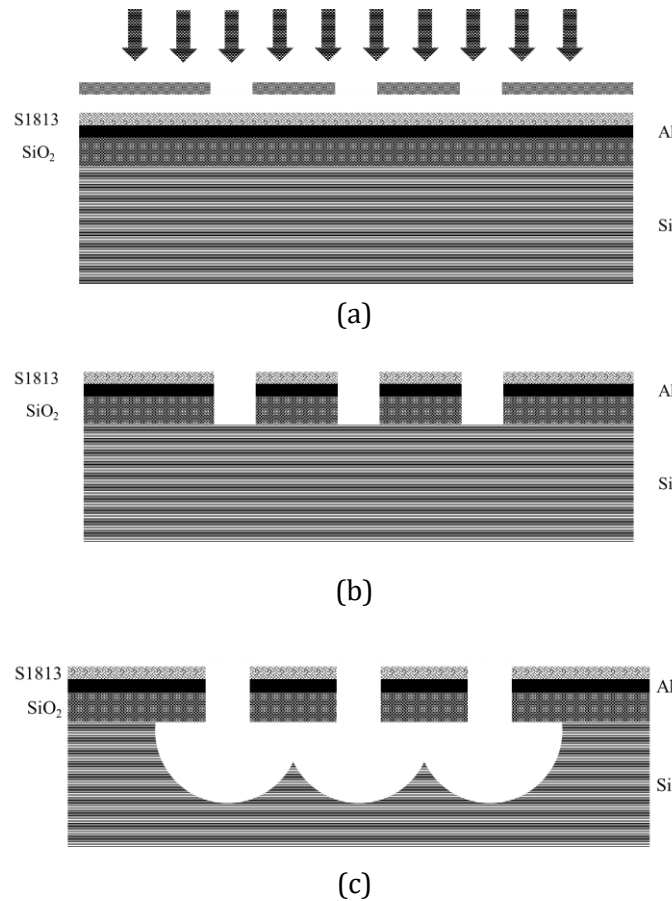 S1813
Al
SiO₂
Si
(a)
S1813
Al
SiO₂
Si
(b)
S1813
Al
SiO₂
Si
(c)